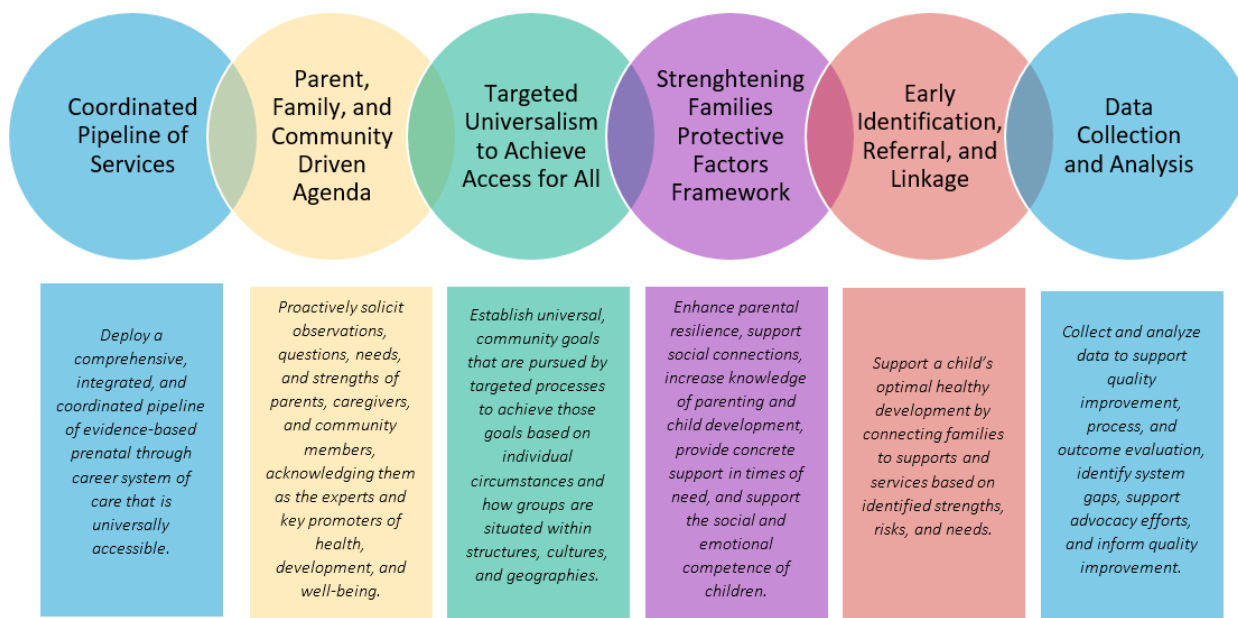 Coordinated
Pipeline of
Services
Parent,
Family, and
Community
Driven
Agenda
Targeted
Universalism
to Achieve
Access for All
Strenghtening
Families
Protective
Factors
Framework
Early
Identification,
Referral, and
Linkage
Data
Collection
and Analysis
Deploy a
comprehensive,
integrated, and
coordinated pipeline
of evidence-based
prenatal through
career system of
care that is
universally
accessible.
Proactively solicit
observations,
questions, needs,
and strengths of
parents, caregivers,
and community
members,
acknowledging them
as the experts and
key promoters of
health,
development, and
well-being.
Establish universal,
community goals
that are pursued by
targeted processes
to achieve those
goals based on
individual
circumstances and
how groups are
situated within
structures, cultures,
and geographies.
Enhance parental
resilience, support
social connections,
increase knowledge
of parenting and
child development,
provide concrete
support in times of
need, and support
the social and
emotional
competence of
children.
Support a child's
optimal healthy
development by
connecting families
to supports and
services based on
identified strengths,
risks, and needs.
Collect and analyze
data to support
quality
improvement,
process, and
outcome evaluation,
identify system
gaps, support
advocacy efforts,
and inform quality
improvement.